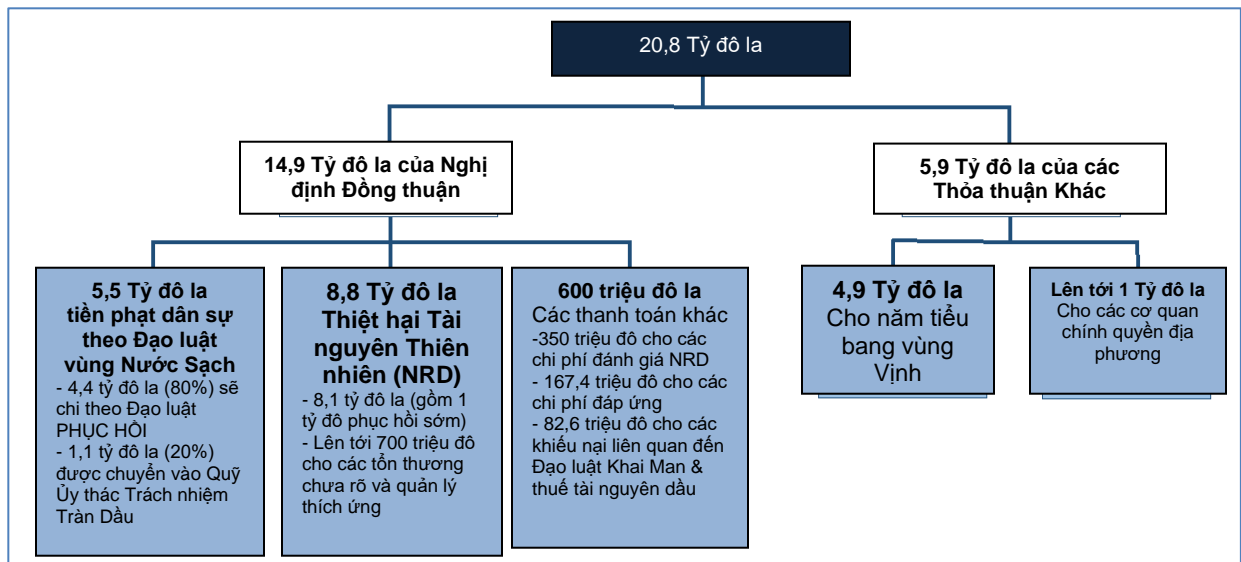 20,8 Tỷ đô la
14,9 Tỷ đô la của Nghị
định Đồng thuận
5,9 Tỷ đô la của các
Thỏa thuận Khác
5,5 Tỷ đô la
tiền phạt dân sự
theo Đạo luật
vùng Nước Sạch
- 4,4 tỷ đô la (80%) sẽ
chi theo Đạo luật
PHỤC HỒI
- 1,1 tỷ đô la (20%)
được chuyển vào Quỹ
Ủy thác Trách nhiệm
Tràn Dầu
8,8 Tỷ đô la
Thiệt hại Tài
nguyên Thiên
nhiên (NRD)
- 8,1 tỷ đô la (gồm 1
tỷ đô phục hồi sớm)
- Lên tới 700 triệu đô
cho các tổn thương
chưa rõ và quản lý
thích ứng
600 triệu đô la
Các thanh toán khác
-350 triệu đô cho các
chi phí đánh giá NRD
- 167,4 triệu đô cho các
chi phí đáp ứng
- 82,6 triệu đô cho các
khiếu nại liên quan đến
Đạo luật Khai Man &
thuế tài nguyên dầu
4,9 Tỷ đô la
Cho năm tiểu
bang vùng
Vịnh
Lên tới 1 Tỷ đô la
Cho các cơ quan
chính quyền địa
phương